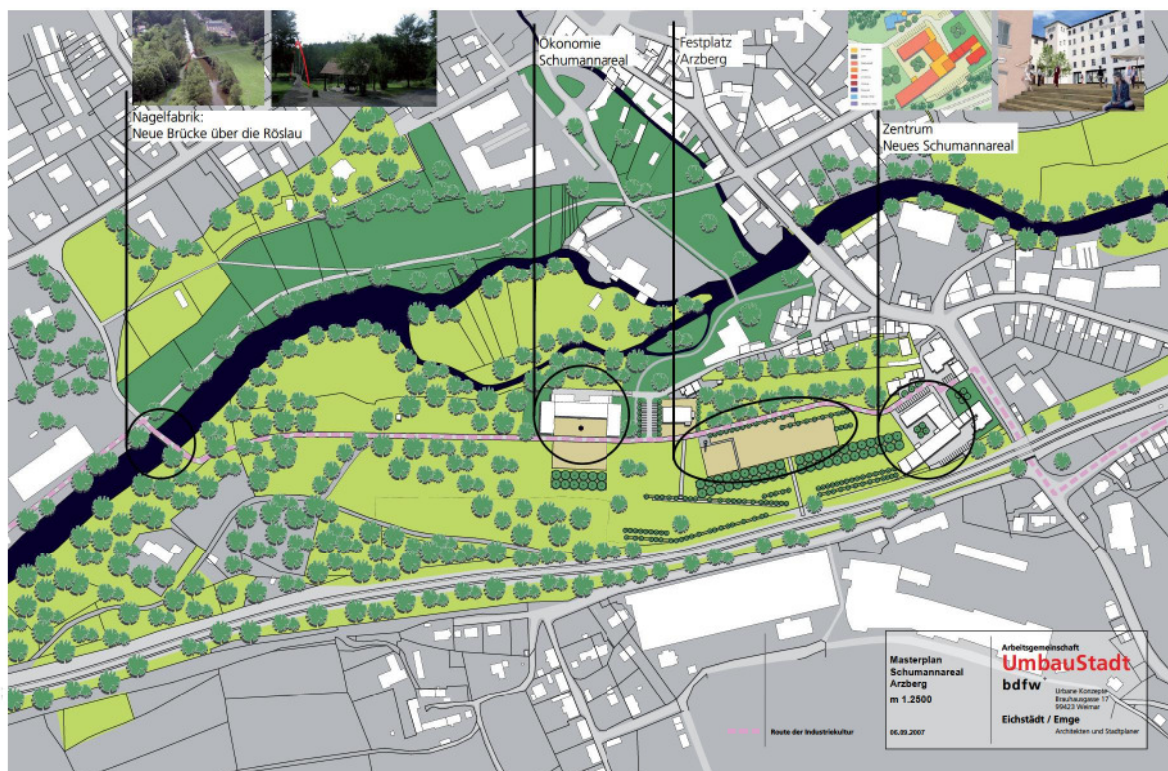 Ökonomie
Schumannareal
Festplatz
Arzberg
Nagelfabrik:
Neue Brücke über die Röslau
Zentrum
Neues Schumannareal
Route der Industriekultur
Masterplan
Schumannareal
Arzberg
m 1.2500
06.09.2007
Arbeitsgemeinschaft
UmbauStadt
bdfw
Urbane Konzepte
Brauhausgasse 17
99423 Weimar
Eichstädt / Emge
Architekten und Stadtplaner